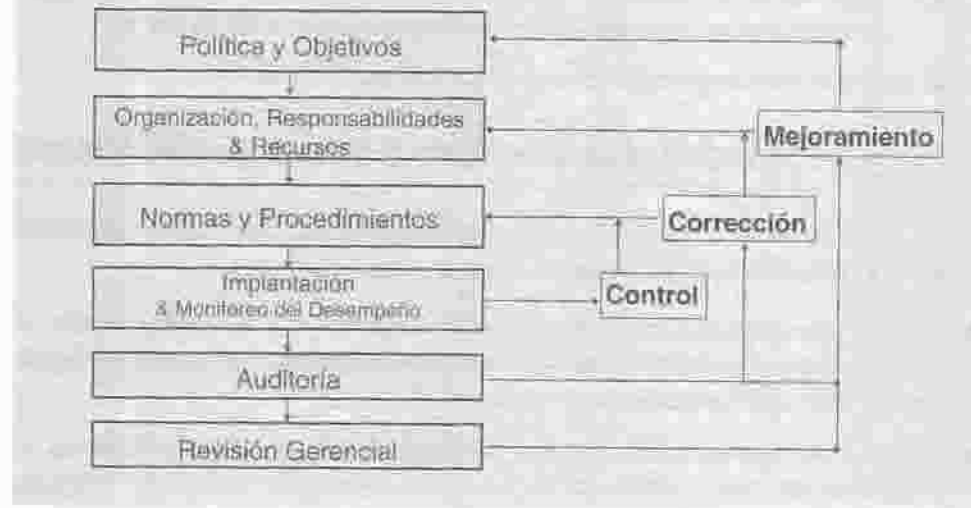 Política y Objetivos
Organización, Responsabilidades
& Recursos
Mejoramiento
Normas y Procedimientos
Corrección
Implantación
& Monitoreo del Desempeño
Control
Auditoría
Revisión Gerencial